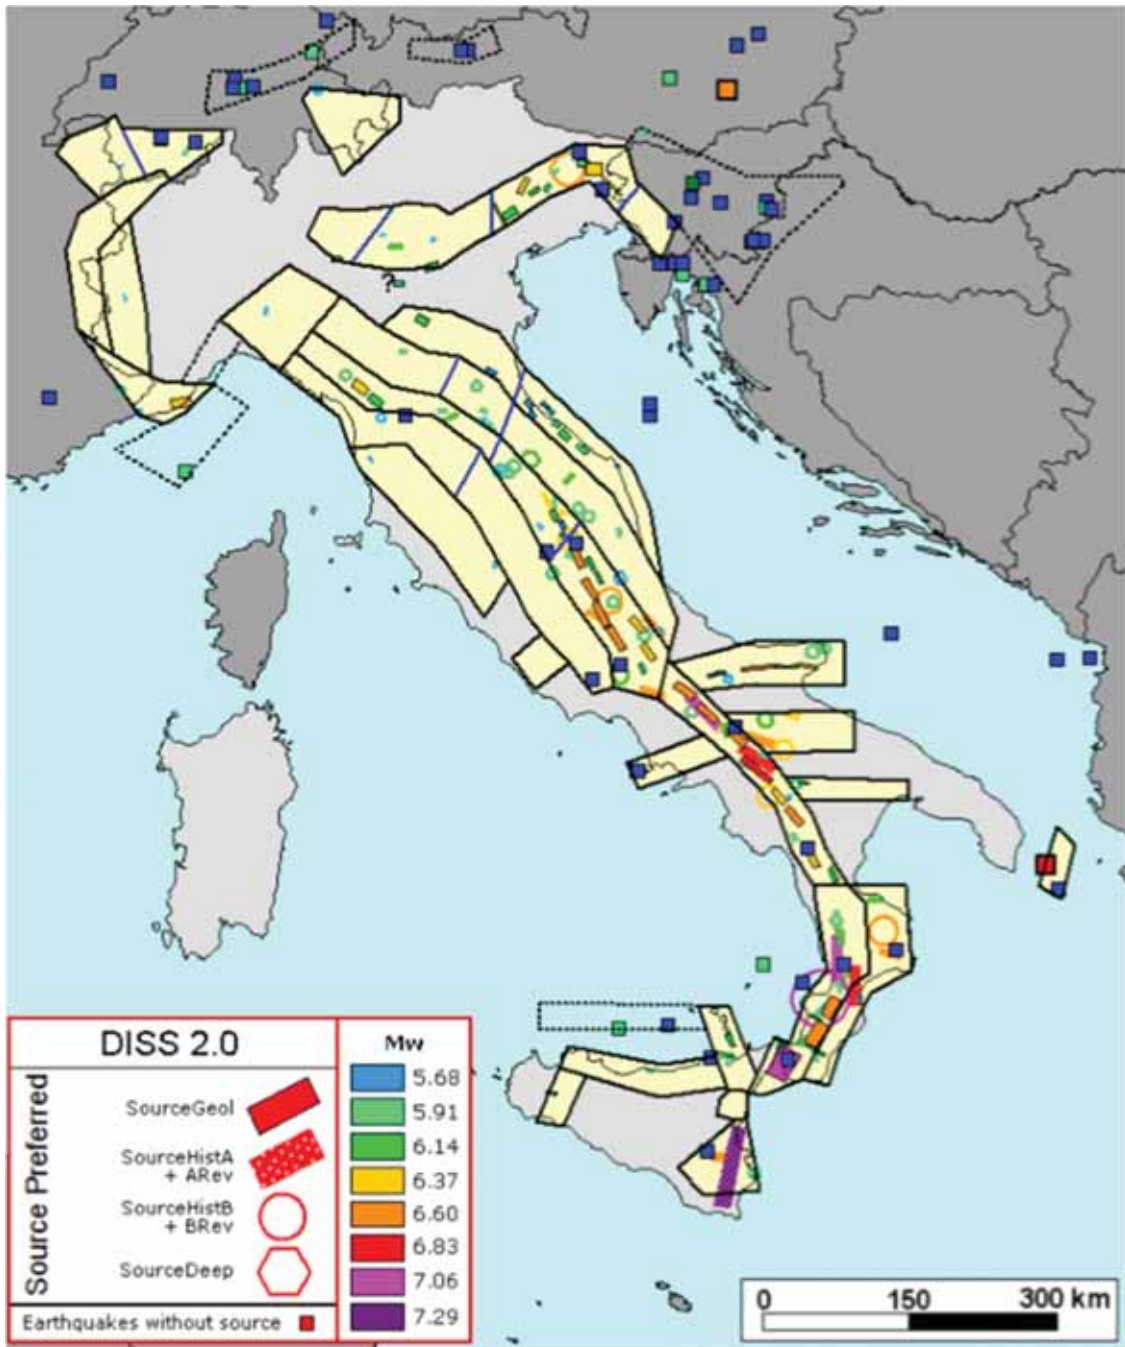 ?
DISS 2.0
Source Preferred
SourceGeol
SourceHistA
+ ARev
SourceHistB
+ BRev
SourceDeep
Earthquakes without source
Mw
5.68
5.91
6.14
6.37
6.60
6.83
7.06
7.29
0 150 300 km